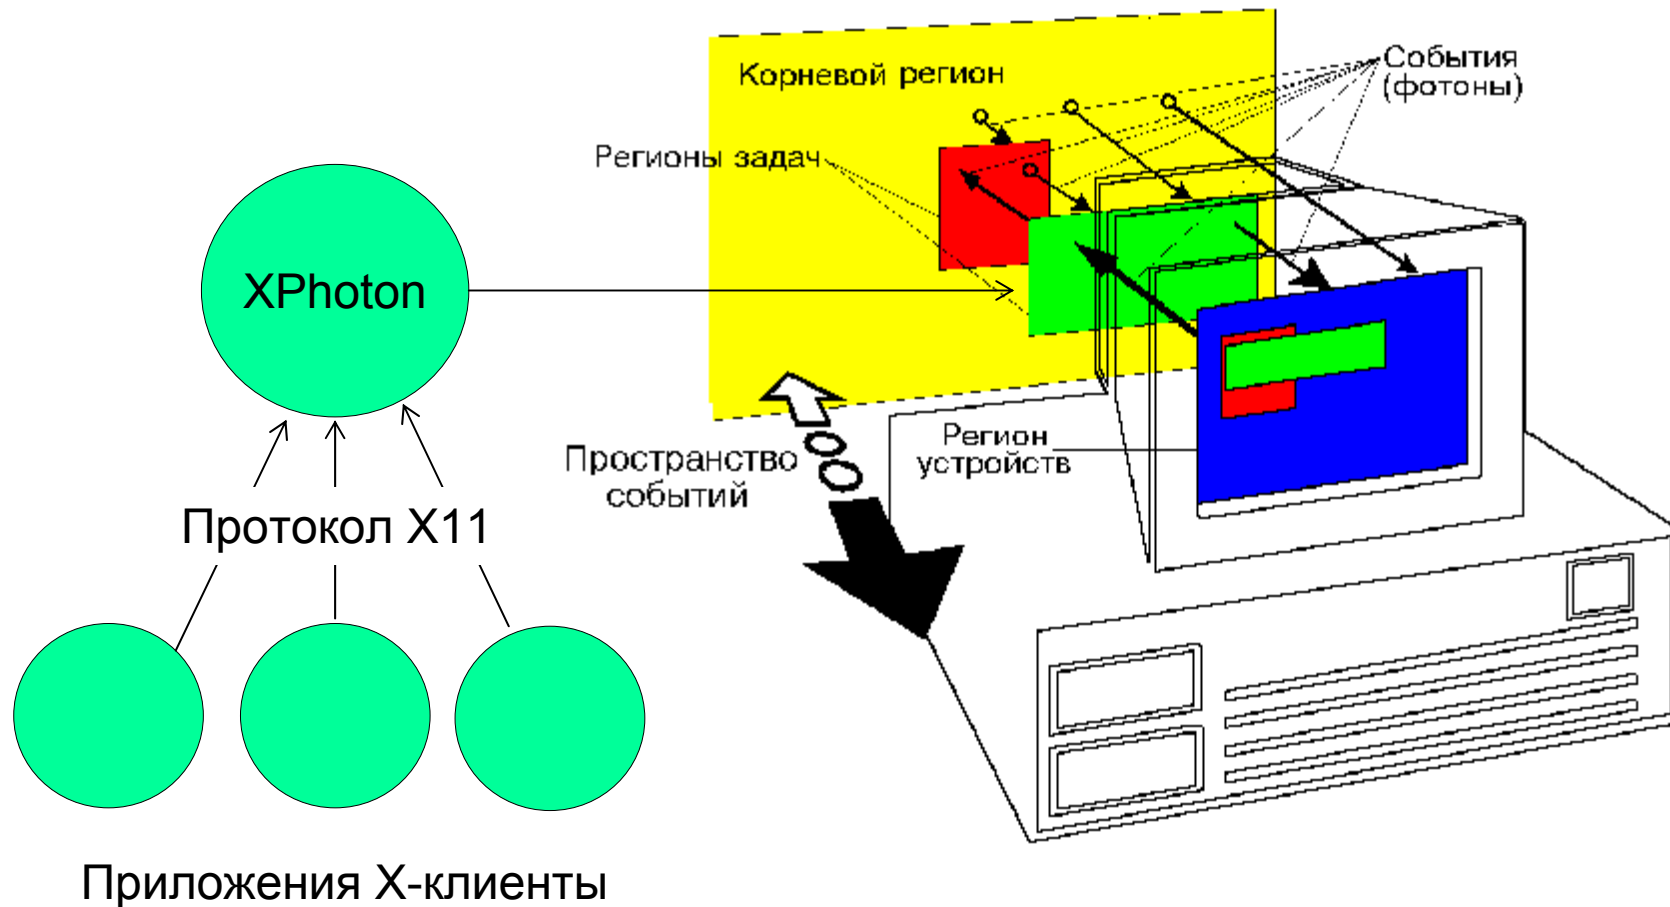 Корневой регион
События
(фотоны)
Регионы задач
XPhoton
Регион
устройств
Пространство
событий
Протокол X11
Приложения X-клиенты